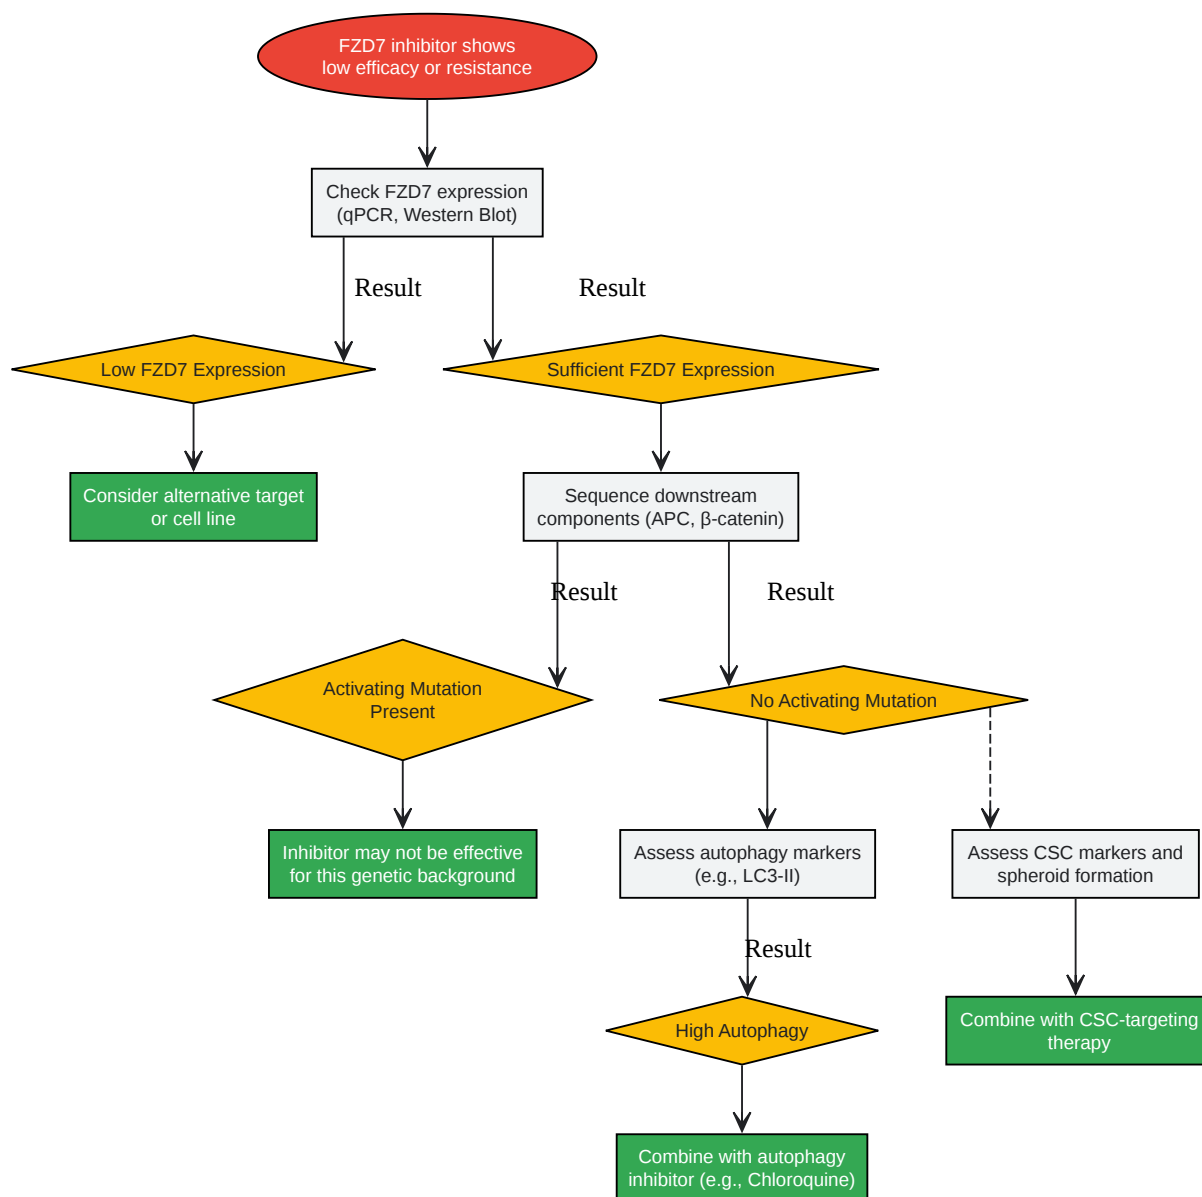 FZD7 inhibitor shows
low efficacy or resistance
Check FZD7 expression
(qPCR, Western Blot)
Result
Result
Low FZD7 Expression
Sufficient FZD7 Expression
Consider alternative target
or cell line
Sequence downstream
components (APC, β-catenin)
Result
Result
Activating Mutation
Present
No Activating Mutation
Inhibitor may not be effective
for this genetic background
Assess autophagy markers
(e.g., LC3-II)
Assess CSC markers and
spheroid formation
Result
High Autophagy
Combine with CSC-targeting
therapy
Combine with autophagy
inhibitor (e.g., Chloroquine)